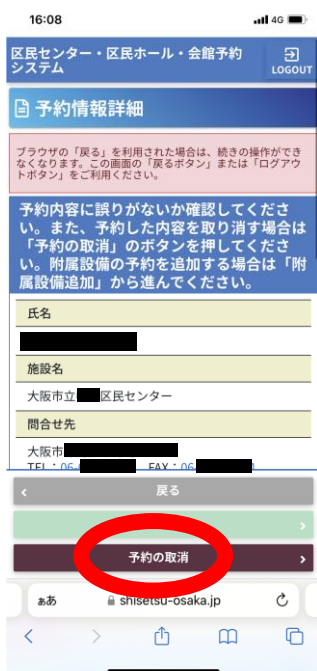 16:08
4G
区民センター・区民ホール・会館予約
システム
LOGOUT
予約情報詳細
ブラウザの「戻る」を利用された場合は、続きの操作ができ
なくなります。この画面の「戻るボタン」または「ログアウ
トボタン」をご利用ください。
予約内容に誤りがないか確認してくださ
い。また、予約した内容を取り消す場合は
「予約の取消」のボタンを押してくださ
い。附属設備の予約を追加する場合は「附
属設備追加」から進んでください。
氏名
施設名
大阪市立 区民センター
問合せ先
大阪市
TEL：06- FAX：06
戻る
予約の取消
ぁあ shisetsu-osaka.jp